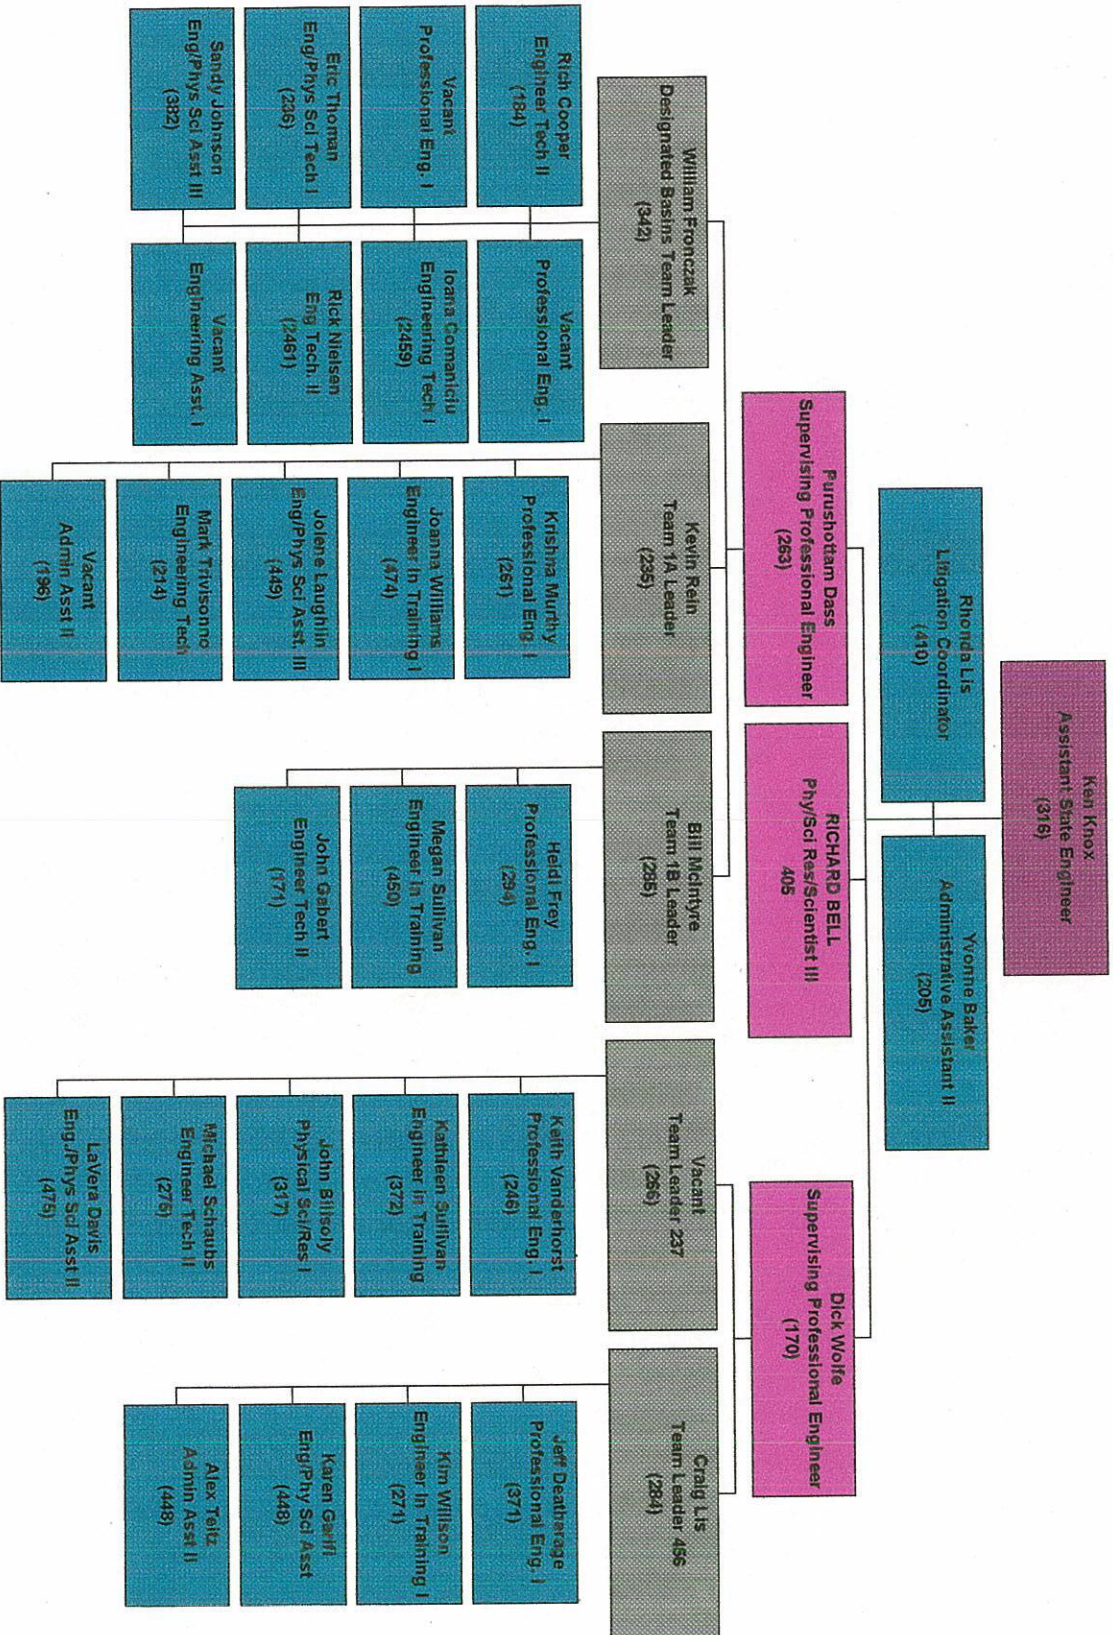 Ken Knox
Assistant State Engineer
(316)
Rhonda Lis
Litigation Coordinator
(410)
Yvonne Baker
Administrative Assistant II
(205)
Purushottam Dass
Supervising Professional Engineer
(263)
RICHARD BELL
Phy/Sci Res/Scientist III
405
Dick Wolfe
Supervising Professional Engineer
(170)
William Fronczak
Designated Basins Team Leader
(342)
Kevin Rein
Team 1A Leader
(235)
Bill McIntyre
Team 1B Leader
(285)
Vacant
Team Leader 237
(266)
Craig Lis
Team Leader 456
(284)
Rich Cooper
Engineer Tech II
(184)
Vacant
Professional Eng. I
Vacant
Professional Eng. I
Ioana Comaniciu
Engineering Tech I
(2459)
Eric Thoman
Eng/Phys Sci Tech I
(236)
Rick Nielsen
Eng Tech. II
(2461)
Sandy Johnson
Eng/Phys Sci Asst III
(382)
Vacant
Engineering Asst. I
Krishna Murthy
Professional Eng. I
(261)
Joanna Williams
Engineer in Training I
(474)
Jolene Laughlin
Eng/Phys Sci Asst. III
(449)
Mark Trivisonno
Engineering Tech
(214)
Vacant
Admin Asst II
(196)
Heidi Frey
Professional Eng. I
(294)
Megan Sullivan
Engineer in Training
(450)
John Gabert
Engineer Tech II
(171)
Keith Vanderhorst
Professional Eng. I
(246)
Kathleen Sullivan
Engineer in Training
(372)
John Bilisoly
Physical Sci/Res I
(317)
Michael Schaubs
Engineer Tech II
(275)
LaVera Davis
Eng./Phys Sci Asst II
(475)
Jeff Deatharage
Professional Eng. I
(371)
Kim Wilison
Engineer in Training I
(271)
Karen Garifi
Eng/Phy Sci Asst
(448)
Alex Teitz
Admin Asst II
(448)